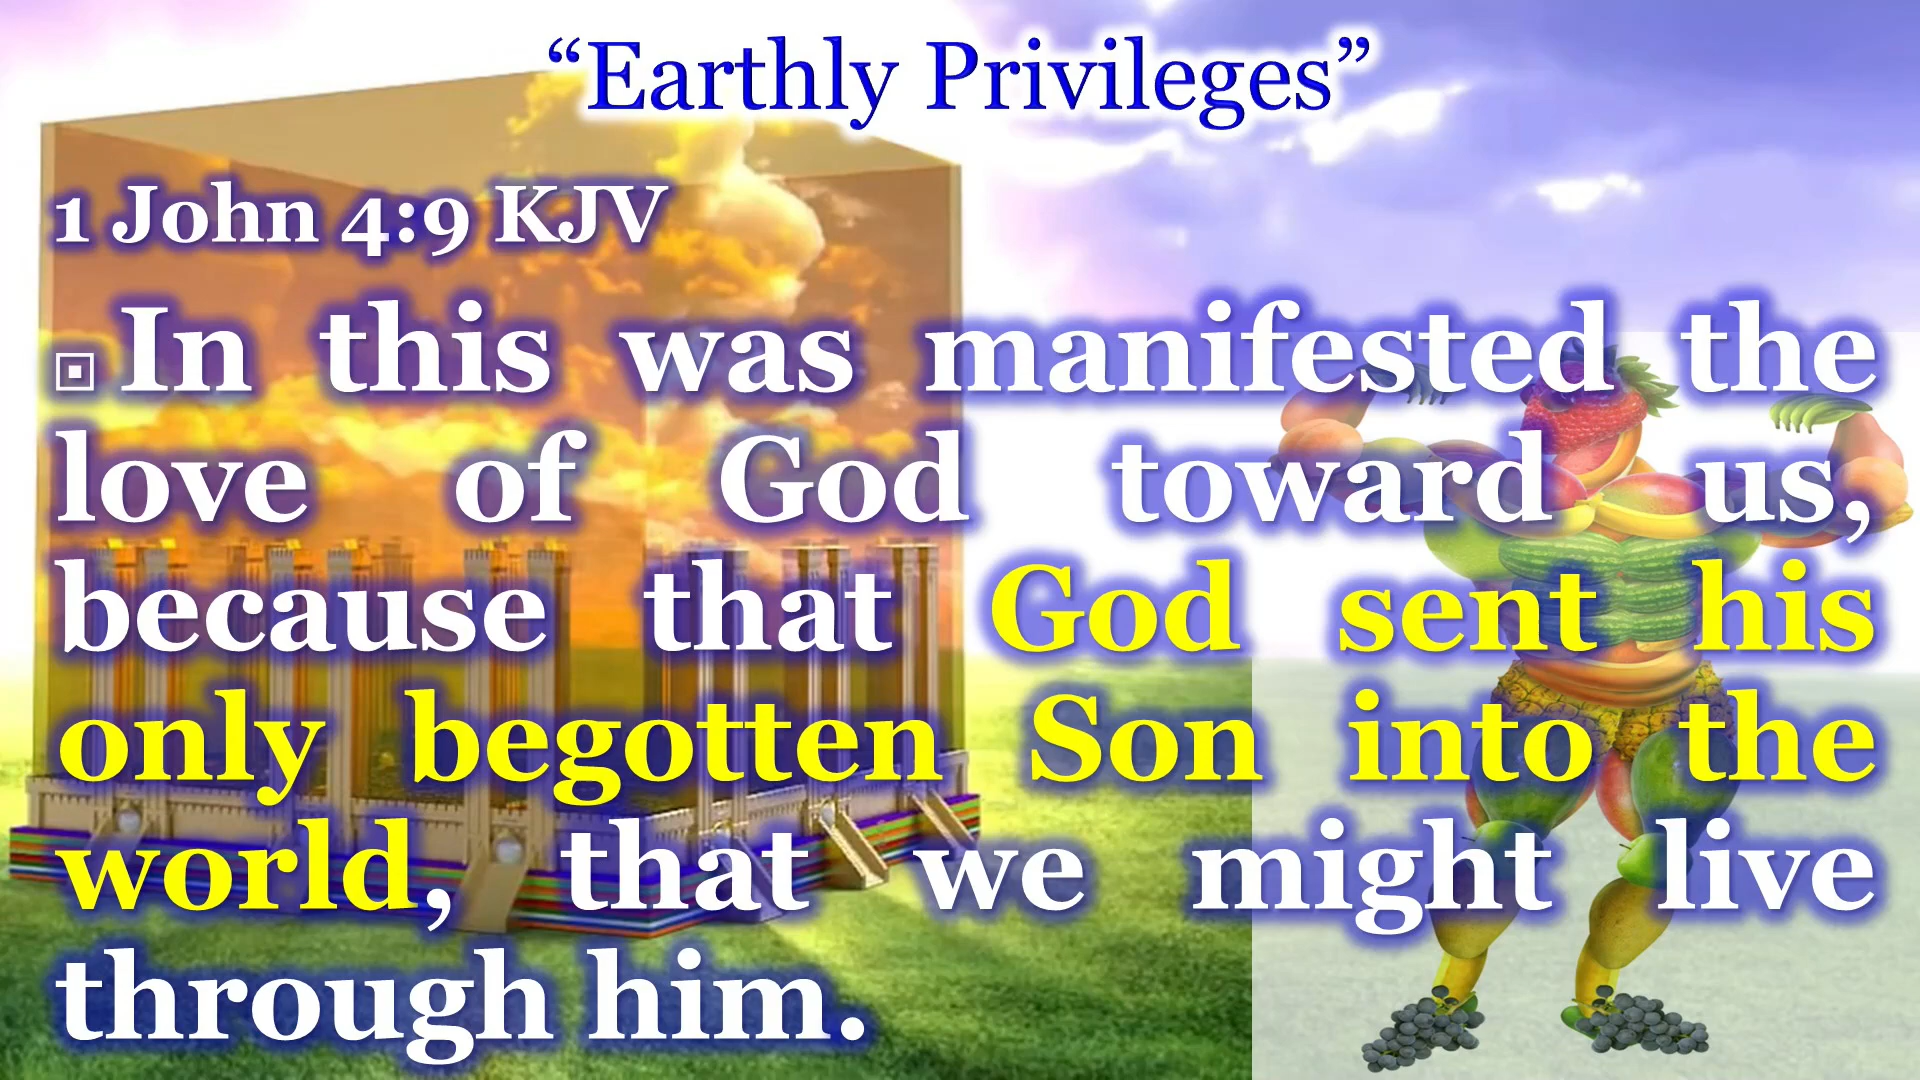 “Earthly Privileges”
1 John 4:9 KJV
In this was manifested the
love of God toward us,
because that God sent his
only begotten Son into the
world, that we might live
through him.